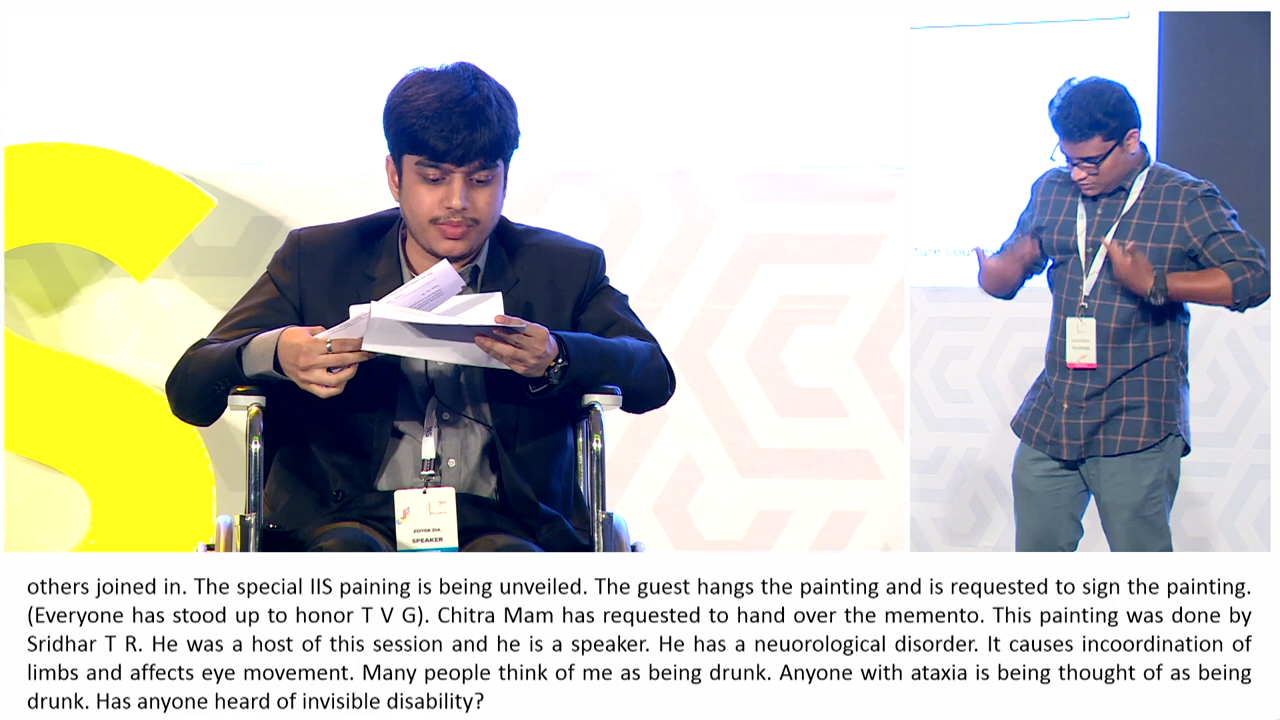 S
ZOYEB ZIA
SPEAKER
others joined in. The special IIS paining is being unveiled. The guest hangs the painting and is requested to sign the painting.
(Everyone has stood up to honor T V G). Chitra Mam has requested to hand over the memento. This painting was done by
Sridhar T R. He was a host of this session and he is a speaker. He has a neuorological disorder. It causes incoordination of
limbs and affects eye movement. Many people think of me as being drunk. Anyone with ataxia is being thought of as being
drunk. Has anyone heard of invisible disability?